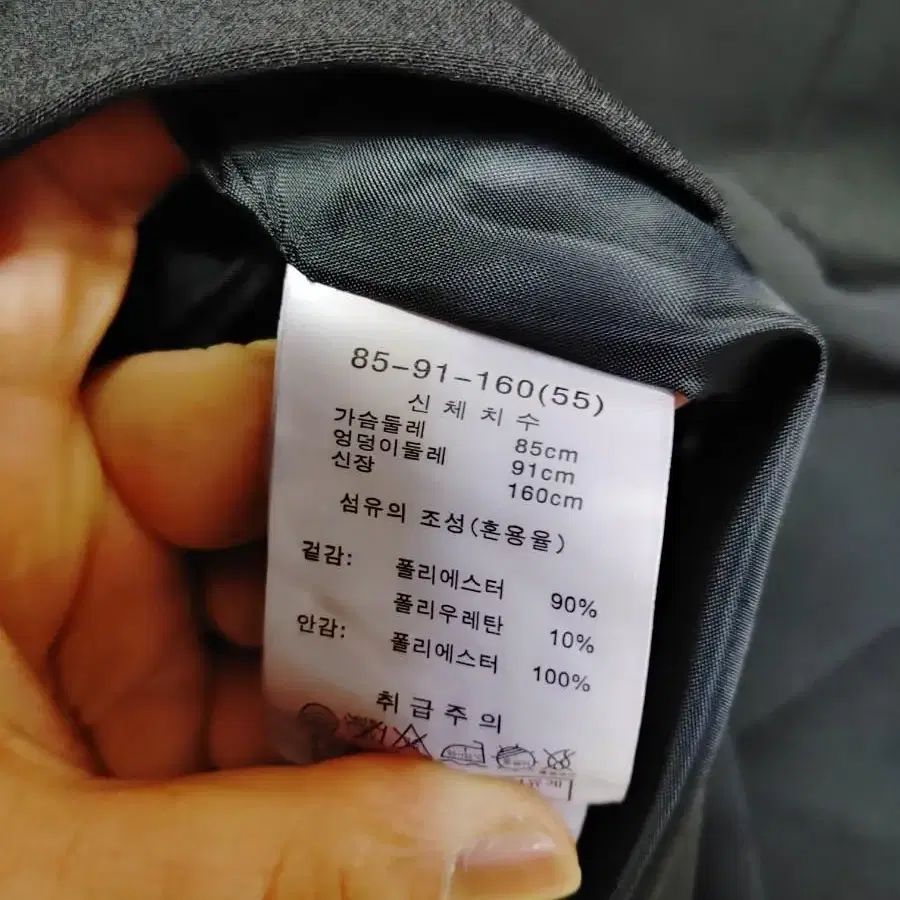 85-91-160(55)
신체치수
가슴둘레 85cm
엉덩이둘레 91cm
신장 160cm
섬유의 조성(혼용율)
겉감: 폴리에스터 90%
폴리우레탄 10%
안감: 폴리에스터 100%
취급주의